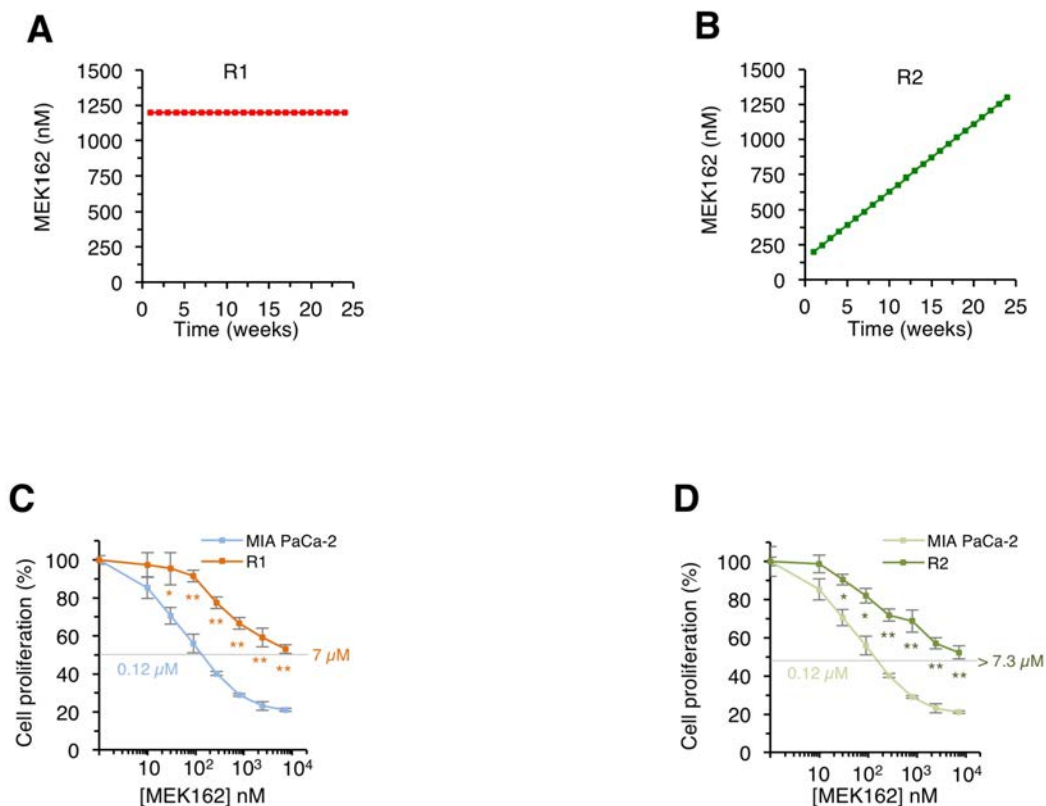 A
R1
1500
1250
1000
750
500
250
0
MEK162 (nM)
0 5 10 15 20 25
Time (weeks)
B
R2
1500
1250
1000
750
500
250
0
MEK162 (nM)
0 5 10 15 20 25
Time (weeks)
C
MIA PaCa-2
R1
100
80
60
40
20
0
Cell proliferation (%)
*
**
**
**
**
**
0.12 µM
7 µM
10 10² 10³ 10⁴
[MEK162] nM
D
MIA PaCa-2
R2
100
80
60
40
20
0
Cell proliferation (%)
*
*
**
**
**
**
0.12 µM
> 7.3 µM
10 10² 10³ 10⁴
[MEK162] nM